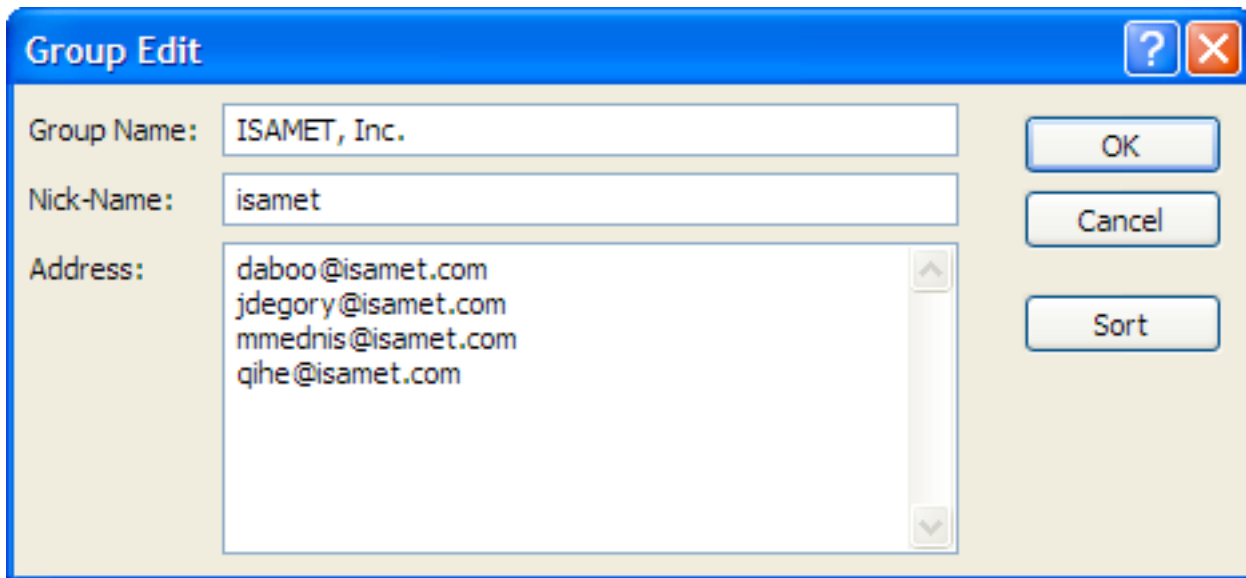 Group Edit ?
Group Name: ISAMET, Inc. OK
Nick-Name: isamet Cancel
Address: daboo@isamet.com
jdegory@isamet.com Sort
mmednis@isamet.com
qihe@isamet.com